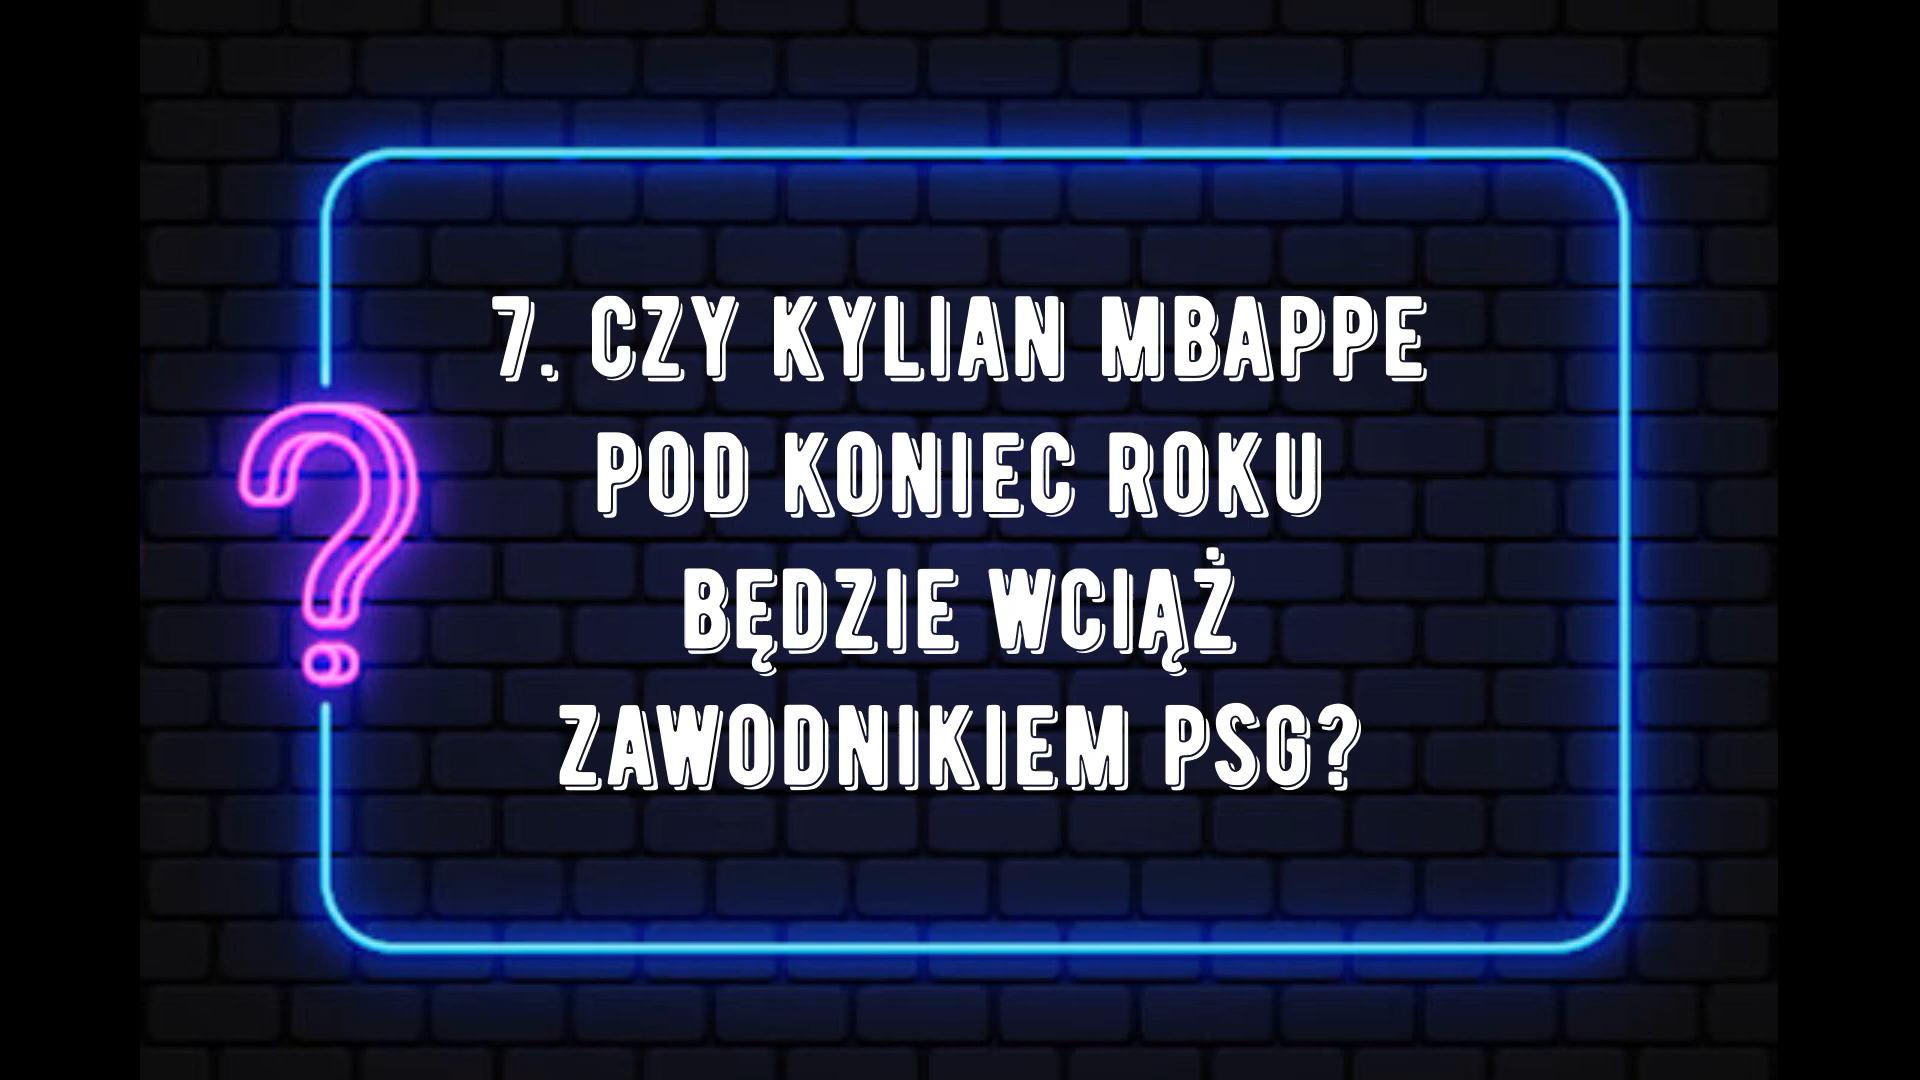 7. CZY KYLIAN MBAPPE
POD KONIEC ROKU
BĘDZIE WCIĄŻ
ZAWODNIKIEM PSG?